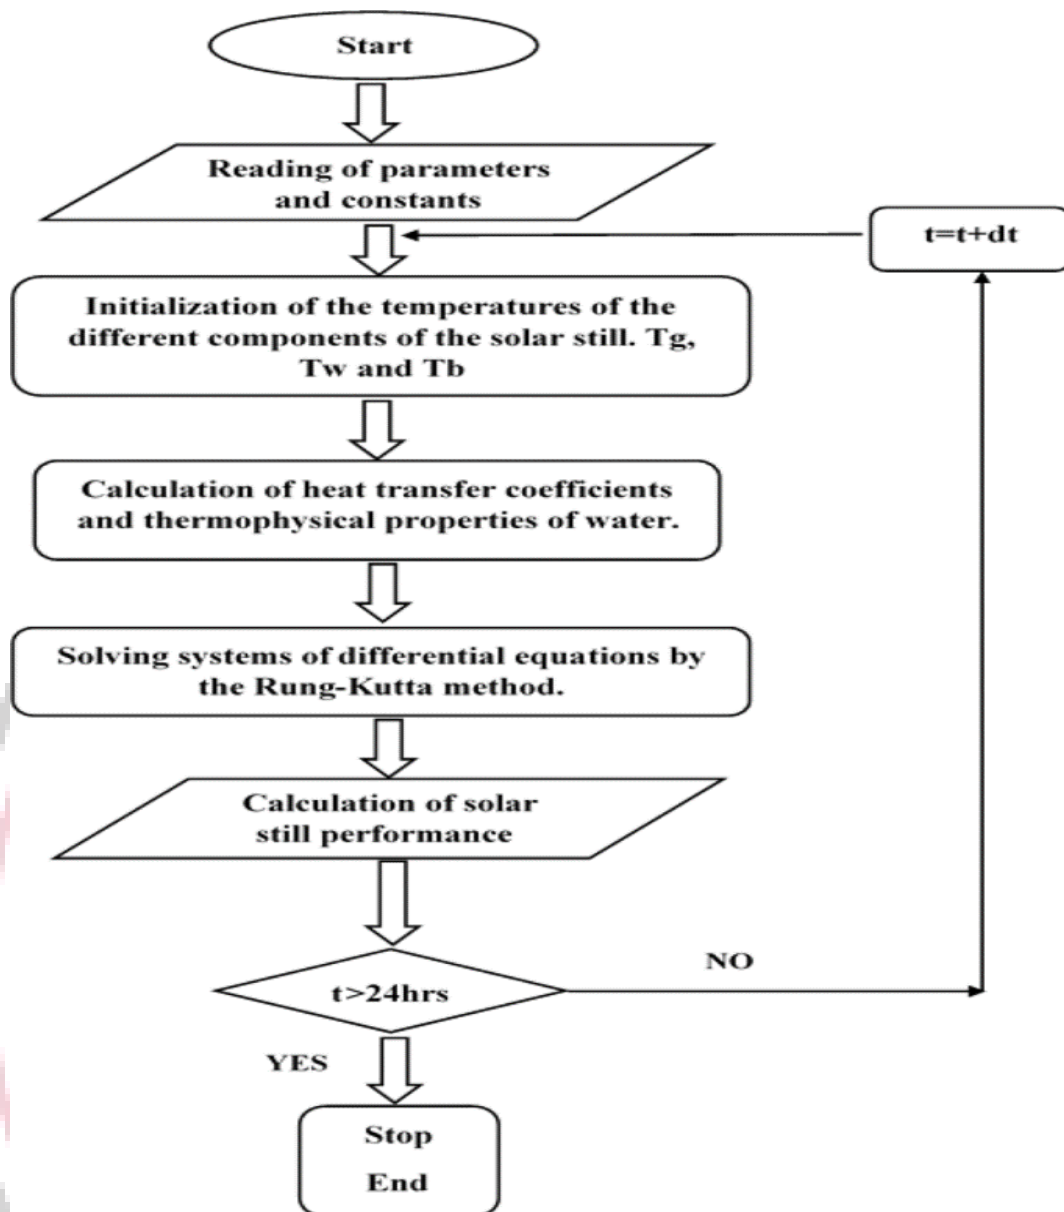 Start
Reading of parameters
and constants
t=t+dt
Initialization of the temperatures of the
different components of the solar still. Tg,
Tw and Tb
Calculation of heat transfer coefficients
and thermophysical properties of water.
Solving systems of differential equations by
the Rung-Kutta method.
Calculation of solar
still performance
t>24hrs
NO
YES
Stop
End